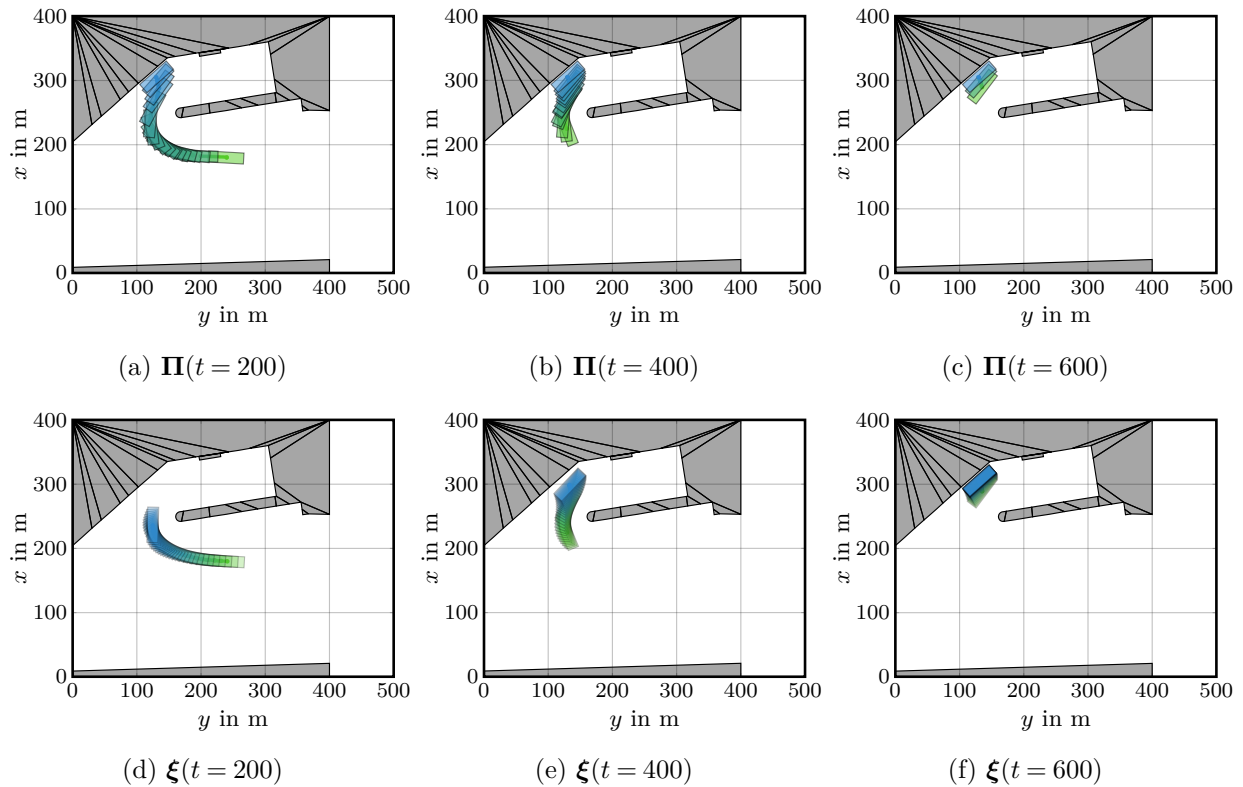 400
300
200
100
0
x in m
0 100 200 300 400 500
y in m
(a) Π(t = 200)
400
300
200
100
0
x in m
0 100 200 300 400 500
y in m
(b) Π(t = 400)
400
300
200
100
0
x in m
0 100 200 300 400 500
y in m
(c) Π(t = 600)
400
300
200
100
0
x in m
0 100 200 300 400 500
y in m
(d) ξ(t = 200)
400
300
200
100
0
x in m
0 100 200 300 400 500
y in m
(e) ξ(t = 400)
400
300
200
100
0
x in m
0 100 200 300 400 500
y in m
(f) ξ(t = 600)